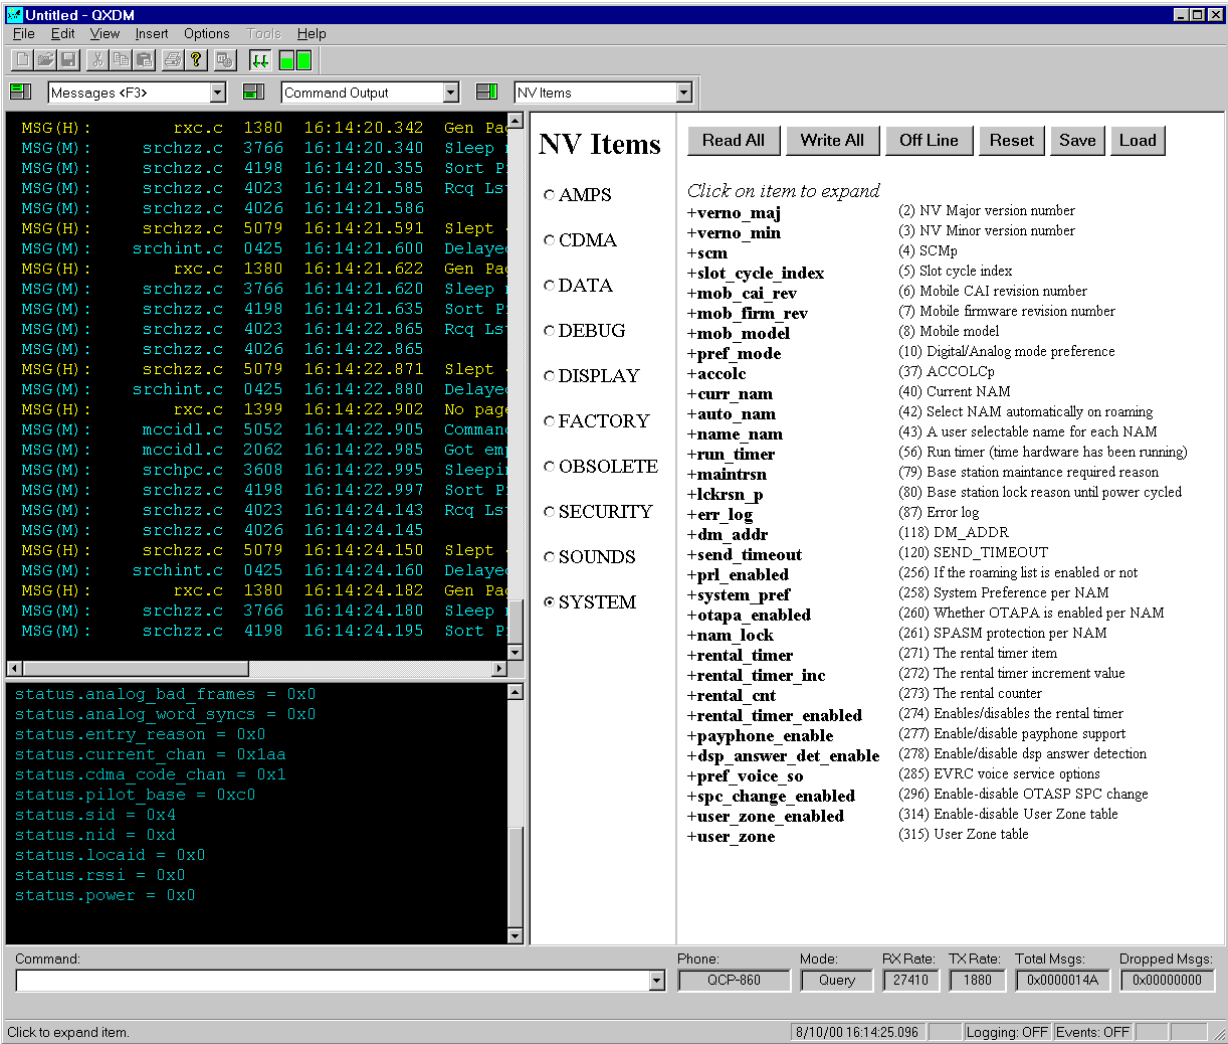 Untitled - QXDM
File Edit View Insert Options Tools Help
Messages <F3> Command Output NV Items
MSG(H): rxc.c 1380 16:14:20.342 Gen Pag
MSG(M): srchzz.c 3766 16:14:20.340 Sleep
MSG(M): srchzz.c 4198 16:14:20.355 Sort
MSG(M): srchzz.c 4023 16:14:21.585 Rcq
MSG(M): srchzz.c 4026 16:14:21.586
MSG(H): srchzz.c 5079 16:14:21.591 Slept
MSG(M): srchint.c 0425 16:14:21.600 Delaye
MSG(H): rxc.c 1380 16:14:21.622 Gen Pa
MSG(M): srchzz.c 3766 16:14:21.620 Sleep
MSG(M): srchzz.c 4198 16:14:21.635 Sort
MSG(M): srchzz.c 4023 16:14:22.865 Rcq
MSG(M): srchzz.c 4026 16:14:22.865
MSG(H): srchzz.c 5079 16:14:22.871 Slept
MSG(M): srchint.c 0425 16:14:22.880 Delaye
MSG(H): rxc.c 1399 16:14:22.902 No page
MSG(M): mccidl.c 5052 16:14:22.905 Comman
MSG(M): mccidl.c 2062 16:14:22.985 Got em
MSG(M): srchpc.c 3608 16:14:22.995 Sleepi
MSG(M): srchzz.c 4198 16:14:22.997 Sort
MSG(M): srchzz.c 4023 16:14:24.143 Rcq
MSG(M): srchzz.c 4026 16:14:24.145
MSG(H): srchzz.c 5079 16:14:24.150 Slept
MSG(M): srchint.c 0425 16:14:24.160 Delaye
MSG(H): rxc.c 1380 16:14:24.182 Gen Pa
MSG(M): srchzz.c 3766 16:14:24.180 Sleep
MSG(M): srchzz.c 4198 16:14:24.195 Sort
status.analog_bad_frames = 0x0
status.analog_word_syncs = 0x0
status.entry_reason = 0x0
status.current_chan = 0x1aa
status.cdma_code_chan = 0x1
status.pilot_base = 0xc0
status.sid = 0x4
status.nid = 0xd
status.locaid = 0x0
status.rssi = 0x0
status.power = 0x0
NV Items
AMPS
CDMA
DATA
DEBUG
DISPLAY
FACTORY
OBSOLETE
SECURITY
SOUNDS
SYSTEM
Read All Write All Off Line Reset Save Load
Click on item to expand
+verno_maj (2) NV Major version number
+verno_min (3) NV Minor version number
+scm (4) SCMp
+slot_cycle_index (5) Slot cycle index
+mob_cai_rev (6) Mobile CAI revision number
+mob_firm_rev (7) Mobile firmware revision number
+mob_model (8) Mobile model
+pref_mode (10) Digital/Analog mode preference
+accolc (37) ACCOLCp
+curr_nam (40) Current NAM
+auto_nam (42) Select NAM automatically on roaming
+name_nam (43) A user selectable name for each NAM
+run_timer (56) Run timer (time hardware has been running)
+maintrsn (79) Base station maintance required reason
+lckrsn_p (80) Base station lock reason until power cycled
+err_log (87) Error log
+dm_addr (118) DM_ADDR
+send_timeout (120) SEND_TIMEOUT
+prl_enabled (256) If the roaming list is enabled or not
+system_pref (258) System Preference per NAM
+otapa_enabled (260) Whether OTAPA is enabled per NAM
+nam_lock (261) SPASM protection per NAM
+rental_timer (271) The rental timer item
+rental_timer_inc (272) The rental timer increment value
+rental_cnt (273) The rental counter
+rental_timer_enabled (274) Enables/disables the rental timer
+payphone_enable (277) Enable/disable payphone support
+dsp_answer_det_enable (278) Enable/disable dsp answer detection
+pref_voice_so (285) EVRC voice service options
+spc_change_enabled (296) Enable-disable OTASP SPC change
+user_zone_enabled (314) Enable-disable User Zone table
+user_zone (315) User Zone table
Command: Phone: Mode: RX Rate: TX Rate: Total Msgs: Dropped Msgs:
QCP-860 Query 27410 1880 0x0000014A 0x00000000
Click to expand item. 8/10/00 16:14:25.096 Logging: OFF Events: OFF